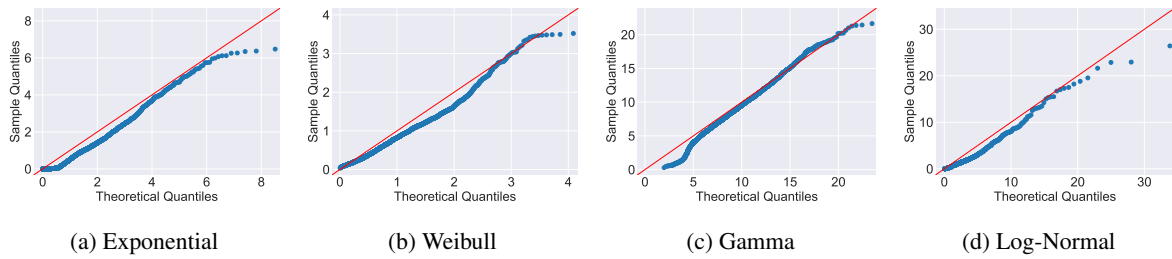 8
6
4
2
0
Sample Quantiles
0 2 4 6 8
Theoretical Quantiles
(a) Exponential
4
3
2
1
0
Sample Quantiles
0 1 2 3 4
Theoretical Quantiles
(b) Weibull
20
15
10
5
0
Sample Quantiles
0 5 10 15 20
Theoretical Quantiles
(c) Gamma
30
20
10
0
Sample Quantiles
0 10 20 30
Theoretical Quantiles
(d) Log-Normal